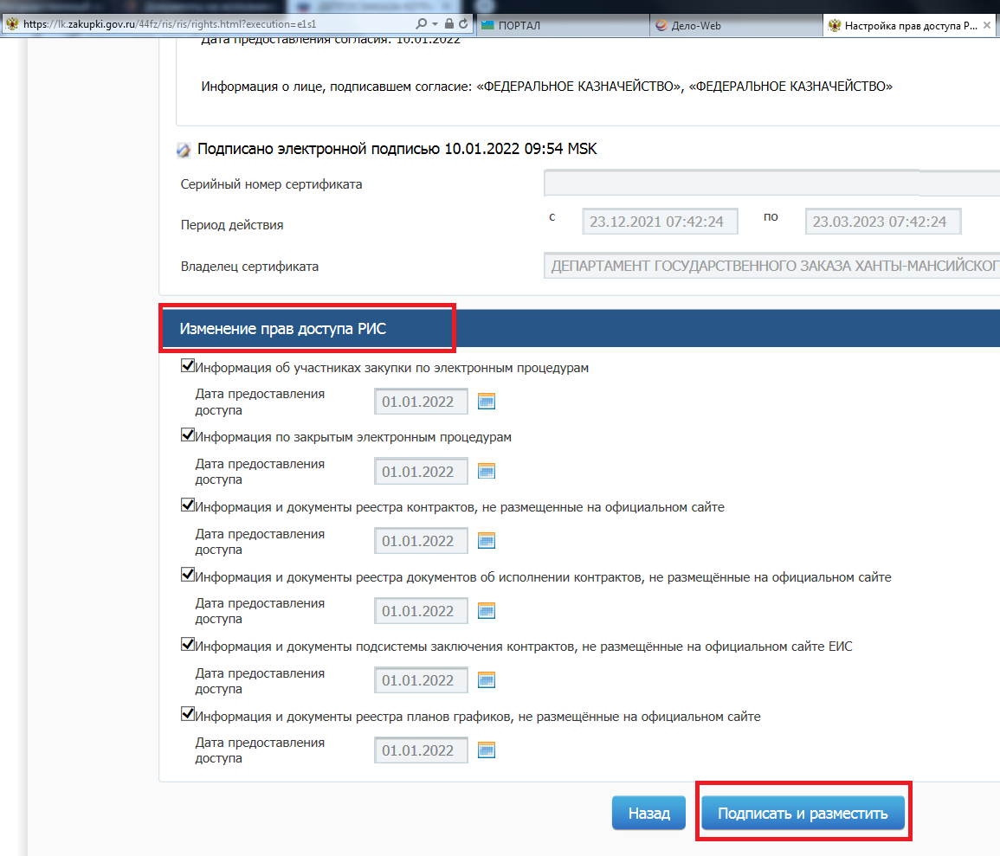 https://lk.zakupki.gov.ru/44fz/ris/ris/rights.html?execution=e1s1
ПОРТАЛ
Дело-Web
Настройка прав доступа Р...
Дата предоставления согласия: 10.01.2022
Информация о лице, подписавшем согласие: «ФЕДЕРАЛЬНОЕ КАЗНАЧЕЙСТВО», «ФЕДЕРАЛЬНОЕ КАЗНАЧЕЙСТВО»
Подписано электронной подписью 10.01.2022 09:54 MSK
Серийный номер сертификата
Период действия
с
23.12.2021 07:42:24
по
23.03.2023 07:42:24
Владелец сертификата
ДЕПАРТАМЕНТ ГОСУДАРСТВЕННОГО ЗАКАЗА ХАНТЫ-МАНСИЙСКОГ
Изменение прав доступа РИС
Информация об участниках закупки по электронным процедурам
Дата предоставления
доступа
01.01.2022
Информация по закрытым электронным процедурам
Дата предоставления
доступа
01.01.2022
Информация и документы реестра контрактов, не размещенные на официальном сайте
Дата предоставления
доступа
01.01.2022
Информация и документы реестра документов об исполнении контрактов, не размещённые на официальном сайте
Дата предоставления
доступа
01.01.2022
Информация и документы подсистемы заключения контрактов, не размещённые на официальном сайте ЕИС
Дата предоставления
доступа
01.01.2022
Информация и документы реестра планов графиков, не размещённые на официальном сайте
Дата предоставления
доступа
01.01.2022
Назад
Подписать и разместить